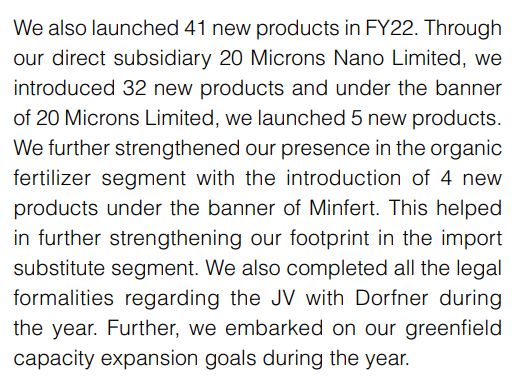 We also launched 41 new products in FY22. Through
our direct subsidiary 20 Microns Nano Limited, we
introduced 32 new products and under the banner
of 20 Microns Limited, we launched 5 new products.
We further strengthened our presence in the organic
fertilizer segment with the introduction of 4 new
products under the banner of Minfert. This helped
in further strengthening our footprint in the import
substitute segment. We also completed all the legal
formalities regarding the JV with Dorfner during
the year. Further, we embarked on our greenfield
capacity expansion goals during the year.